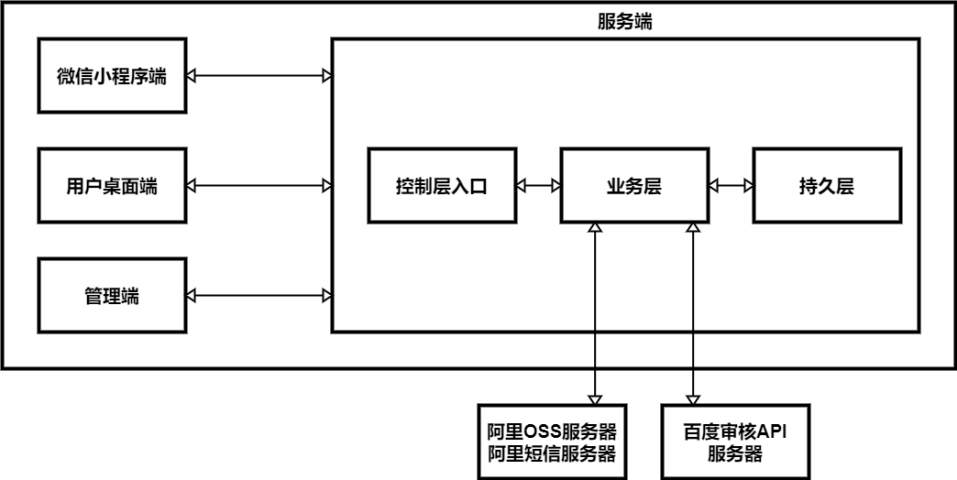 服务端
微信小程序端
用户桌面端
管理端
控制层入口
业务层
持久层
阿里OSS服务器
阿里短信服务器
百度审核API
服务器